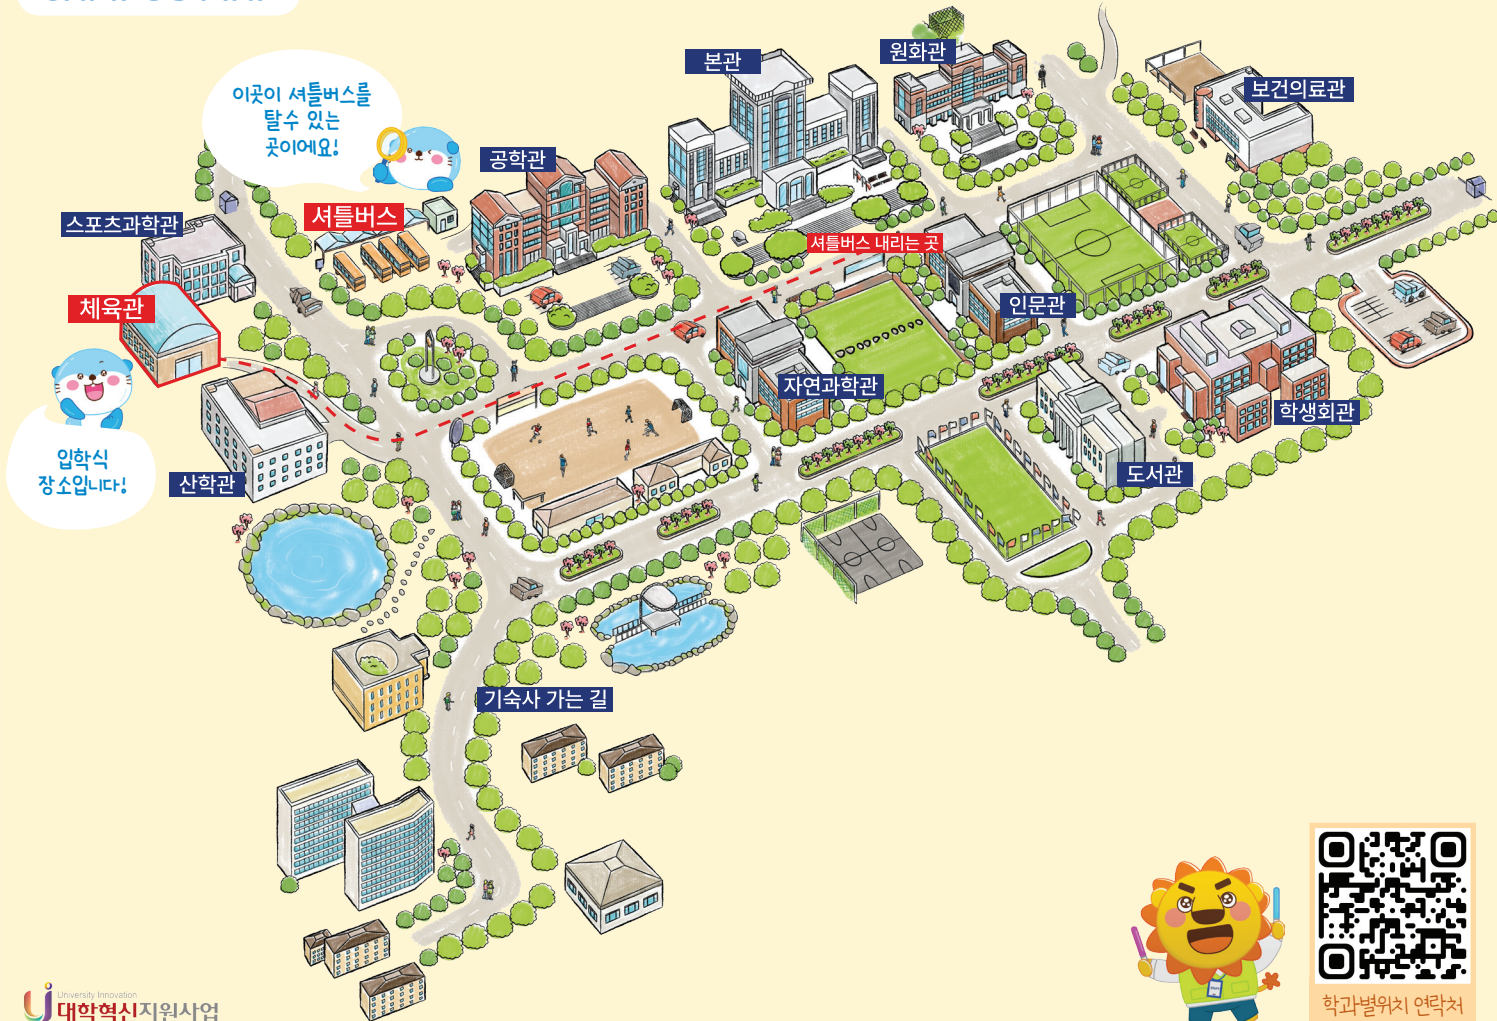 이곳이 셔틀버스를
탈수 있는
곳이에요!
본관
원화관
보건의료관
공학관
스포츠과학관
셔틀버스
셔틀버스 내리는 곳
체육관
인문관
자연과학관
학생회관
입학식
장소입니다!
산학관
도서관
기숙사 가는 길
University Innovation
대학혁신지원사업
학과별위치 연락처